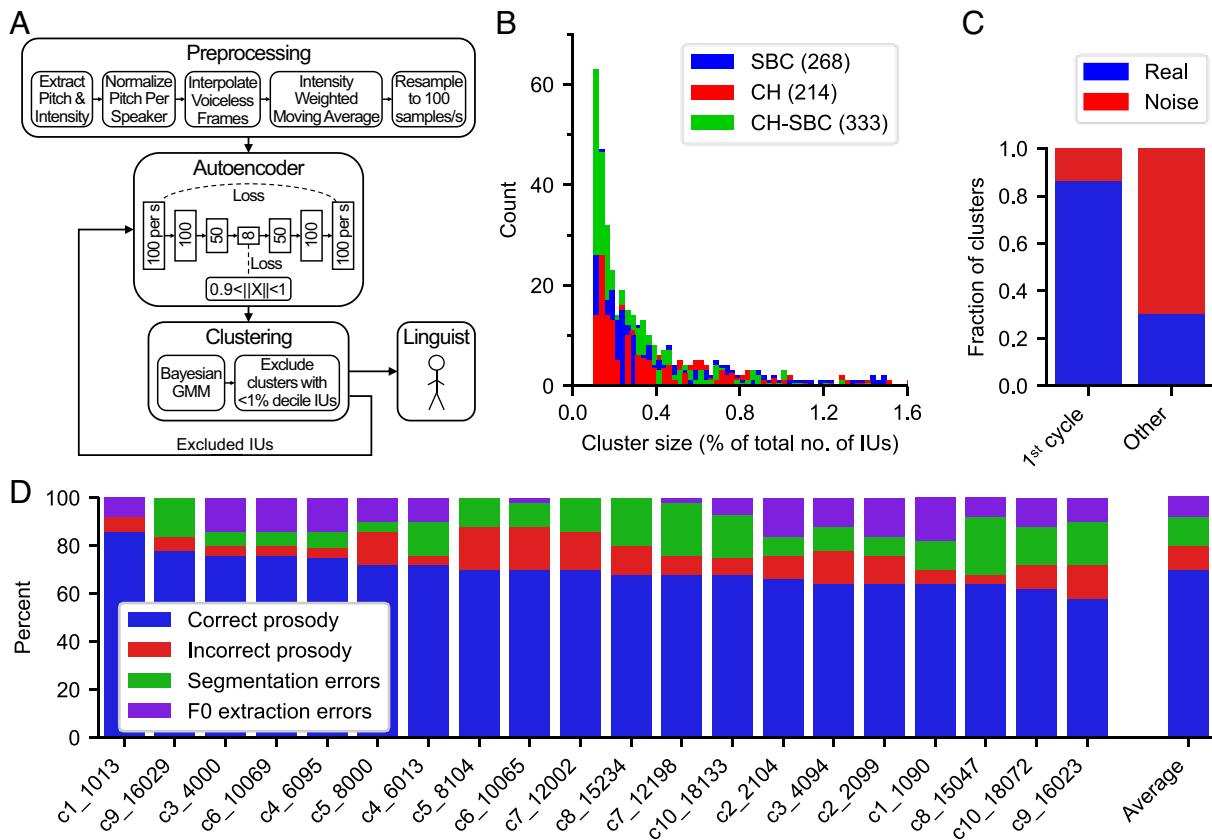 A
Preprocessing
Extract
Pitch &
Intensity
Normalize
Pitch Per
Speaker
Interpolate
Voiceless
Frames
Intensity
Weighted
Moving Average
Resample
to 100
samples/s
Autoencoder
Loss
100 per s
100
50
8
50
100
100 per s
Loss
0.9<||X||<1
Clustering
Bayesian
GMM
Exclude
clusters with
<1% decile IUs
Linguist
Excluded IUs
B
SBC (268)
CH (214)
CH-SBC (333)
Count
60
40
20
0
0.0 0.4 0.8 1.2 1.6
Cluster size (% of total no. of IUs)
C
Real
Noise
Fraction of clusters
1.0
0.8
0.6
0.4
0.2
0.0
1st cycle
Other
D
Percent
100
80
60
40
20
0
Correct prosody
Incorrect prosody
Segmentation errors
F0 extraction errors
c1_1013
c9_16029
c3_4000
c6_10069
c4_6095
c5_8000
c4_6013
c5_8104
c6_10065
c7_12002
c8_15234
c7_12198
c10_18133
c2_2104
c3_4094
c2_2099
c1_1090
c8_15047
c10_18072
c9_16023
Average